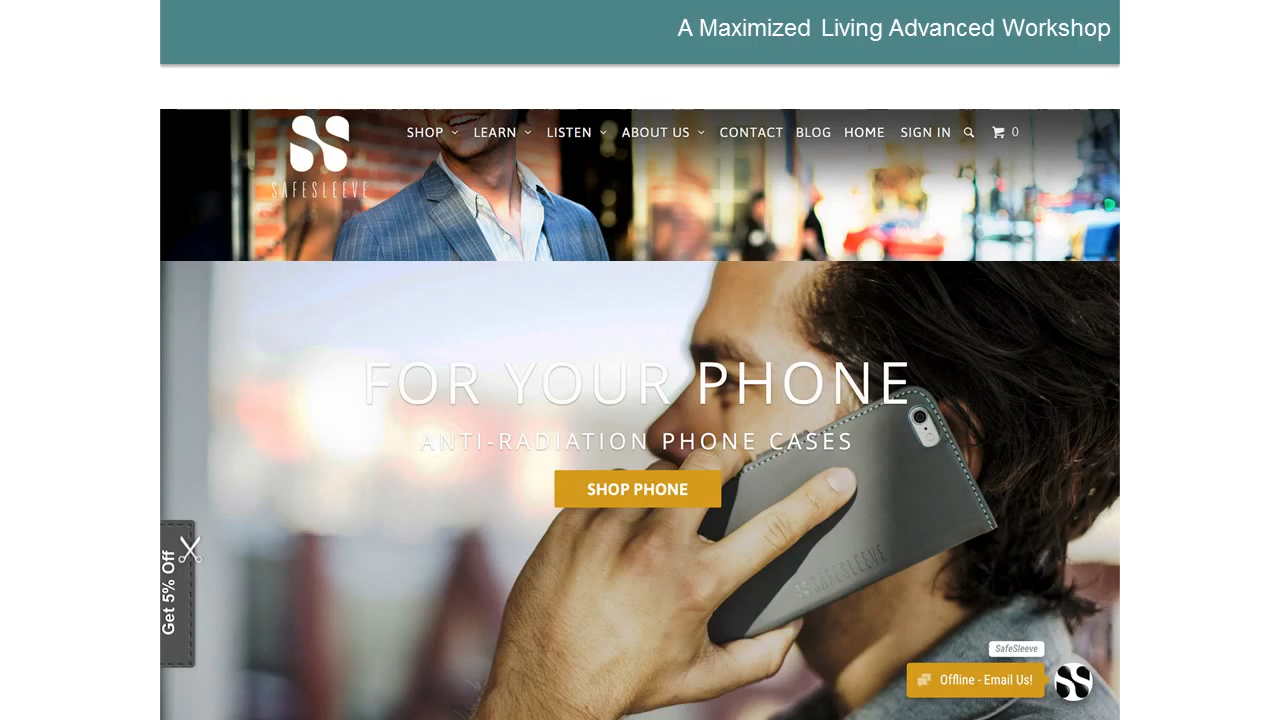 A Maximized Living Advanced Workshop
SAFESLEEVE
SHOP LEARN LISTEN ABOUT US CONTACT BLOG HOME SIGN IN 0
FOR YOUR PHONE
ANTI-RADIATION PHONE CASES
SHOP PHONE
SAFESLEEVE
Get 5% Off
SafeSleeve
Offline - Email Us!